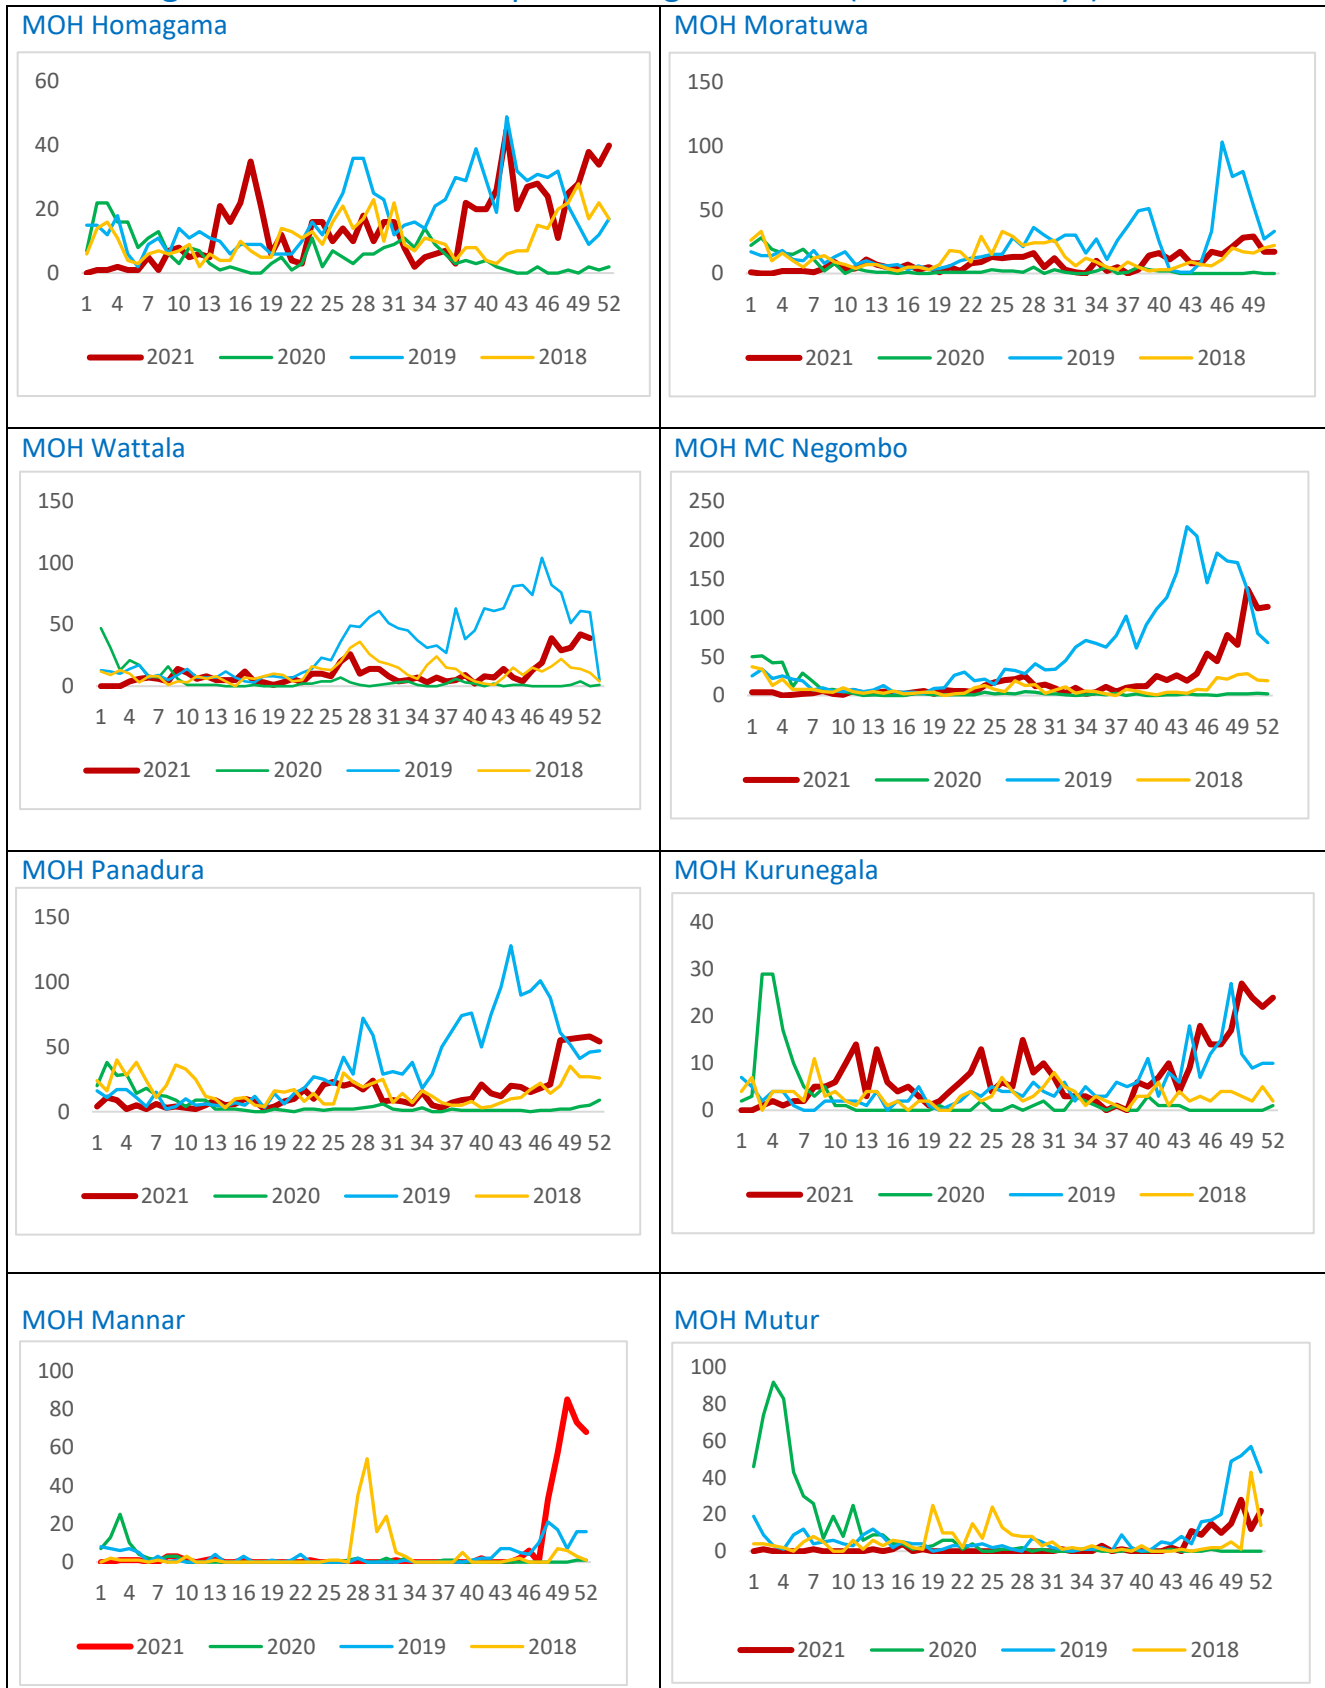 MOH Homagama
60
40
20
0
1 4 7 10 13 16 19 22 25 28 31 34 37 40 43 46 49 52
2021 2020 2019 2018
MOH Moratuwa
150
100
50
0
1 4 7 10 13 16 19 22 25 28 31 34 37 40 43 46 49
2021 2020 2019 2018
MOH Wattala
150
100
50
0
1 4 7 10 13 16 19 22 25 28 31 34 37 40 43 46 49 52
2021 2020 2019 2018
MOH MC Negombo
250
200
150
100
50
0
1 4 7 10 13 16 19 22 25 28 31 34 37 40 43 46 49 52
2021 2020 2019 2018
MOH Panadura
150
100
50
0
1 4 7 10 13 16 19 22 25 28 31 34 37 40 43 46 49 52
2021 2020 2019 2018
MOH Kurunegala
40
30
20
10
0
1 4 7 10 13 16 19 22 25 28 31 34 37 40 43 46 49 52
2021 2020 2019 2018
MOH Mannar
100
80
60
40
20
0
1 4 7 10 13 16 19 22 25 28 31 34 37 40 43 46 49 52
2021 2020 2019 2018
MOH Mutur
100
80
60
40
20
0
1 4 7 10 13 16 19 22 25 28 31 34 37 40 43 46 49 52
2021 2020 2019 2018